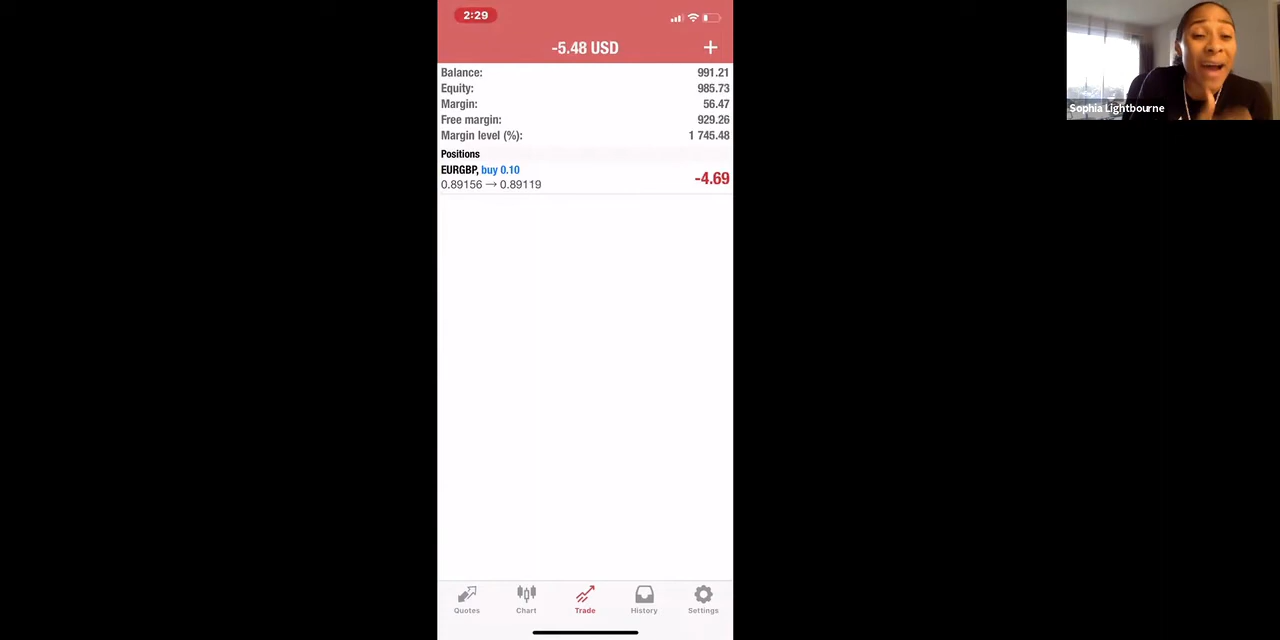 2:29
-5.48 USD +
Balance: 991.21
Equity: 985.73
Margin: 56.47
Free margin: 929.26
Margin level (%): 1 745.48
Positions
EURGBP, buy 0.10
0.89156 → 0.89119 -4.69
Quotes Chart Trade History Settings
Sophia Lightbourne